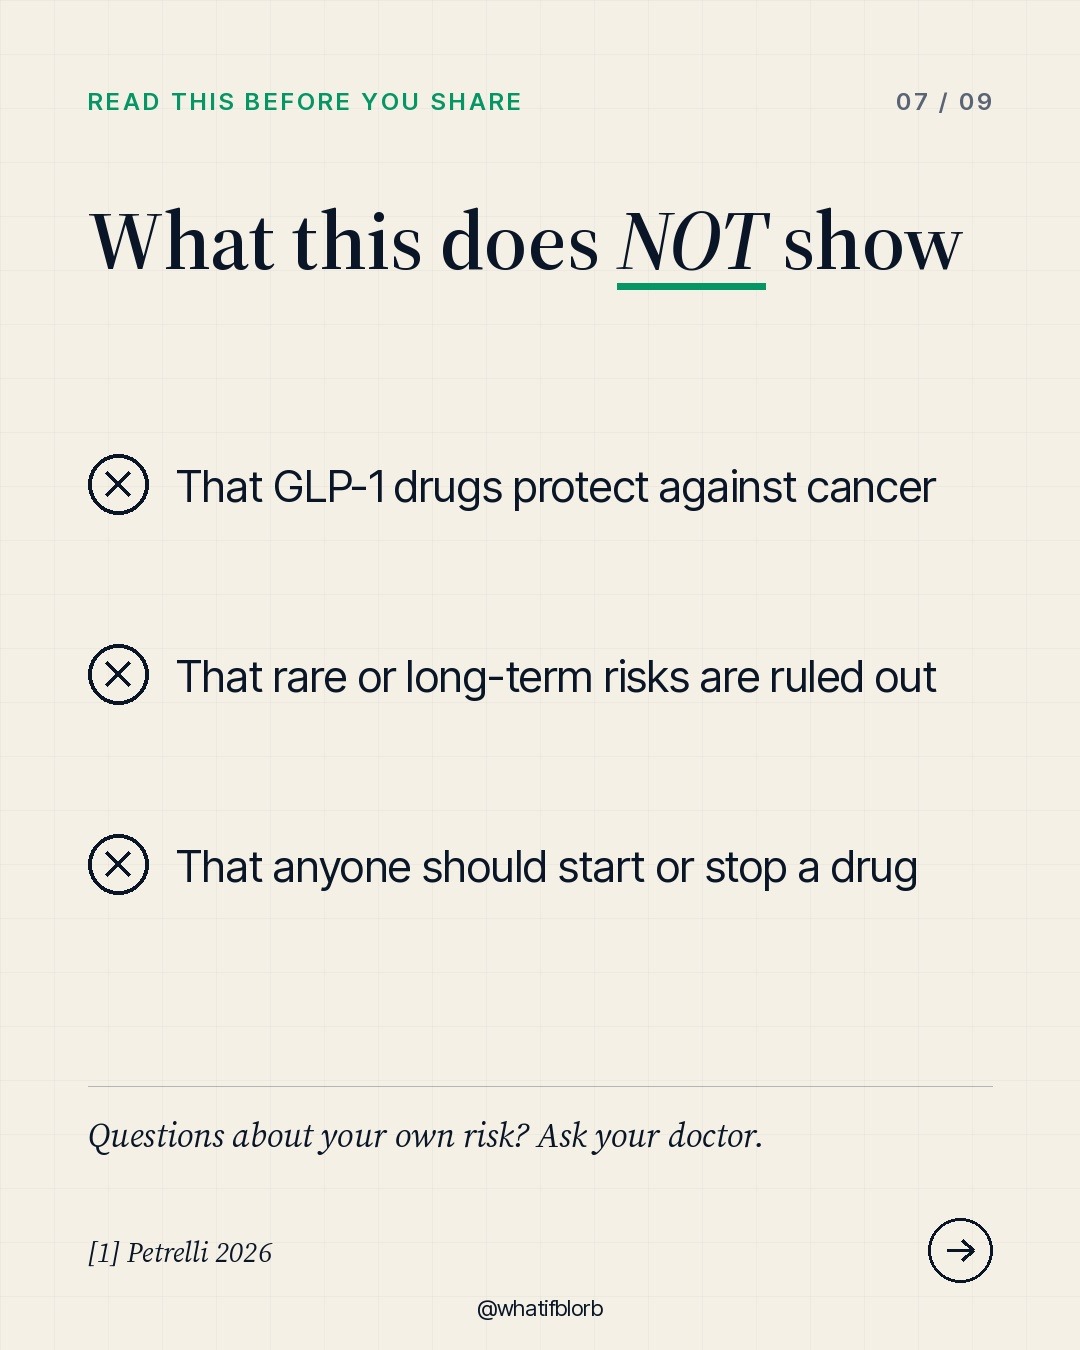 READ THIS BEFORE YOU SHARE
07 / 09
What this does NOT show
That GLP-1 drugs protect against cancer
That rare or long-term risks are ruled out
That anyone should start or stop a drug
Questions about your own risk? Ask your doctor.
[1] Petrelli 2026
@whatifblorb